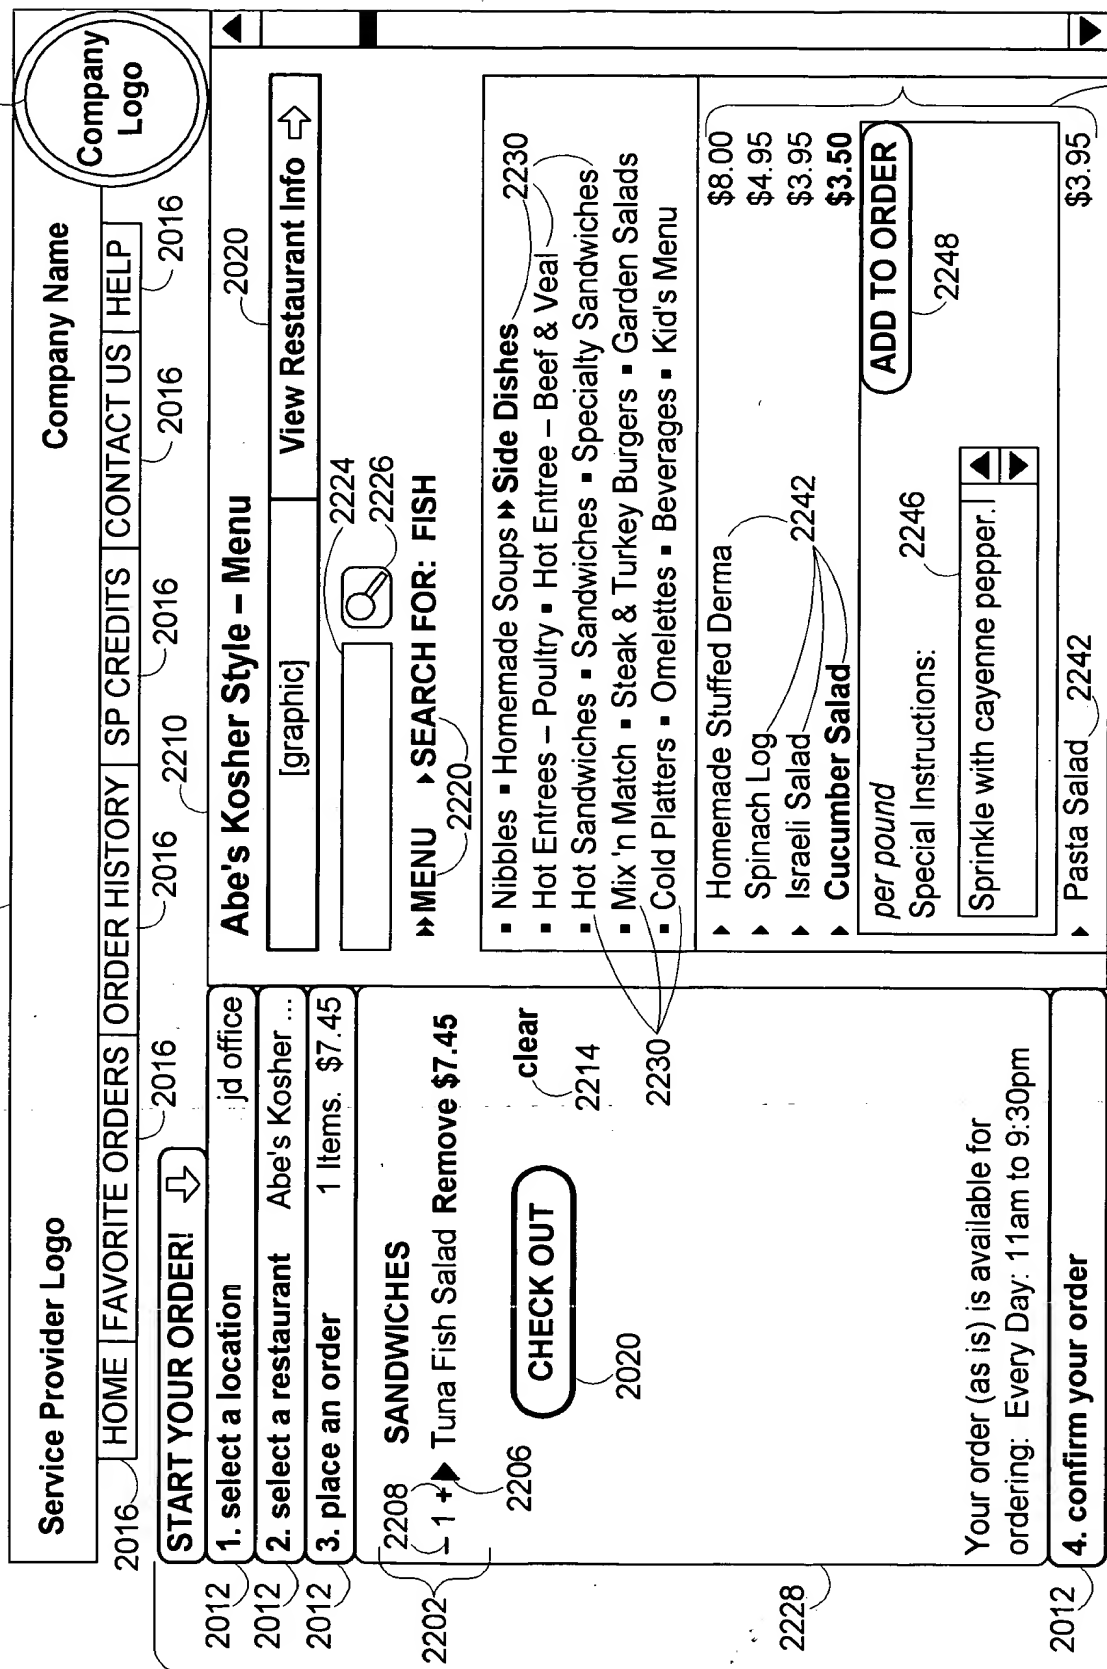 Service Provider Logo
Company Name
Company
Logo
2016 HOME FAVORITE ORDERS ORDER HISTORY SP CREDITS CONTACT US HELP
2016 2016 2210 2016 2016 2016
START YOUR ORDER!
2012 1. select a location jd office
2012 2. select a restaurant Abe's Kosher ...
2012 3. place an order 1 Items. $7.45
2202
2208 SANDWICHES
– 1 + Tuna Fish Salad Remove $7.45
2206
CHECK OUT
2020
clear
2214
2230
2228
Your order (as is) is available for
ordering: Every Day: 11am to 9:30pm
2012 4. confirm your order
Abe's Kosher Style – Menu
2020
[graphic] View Restaurant Info
2224
2226
MENU SEARCH FOR: FISH
2220
▪ Nibbles ▪ Homemade Soups Side Dishes 2230
▪ Hot Entrees – Poultry ▪ Hot Entree – Beef & Veal
▪ Hot Sandwiches ▪ Sandwiches ▪ Specialty Sandwiches
▪ Mix 'n Match ▪ Steak & Turkey Burgers ▪ Garden Salads
▪ Cold Platters ▪ Omelettes ▪ Beverages ▪ Kid's Menu
Homemade Stuffed Derma $8.00
Spinach Log $4.95
2242
Israeli Salad $3.95
Cucumber Salad $3.50
per pound
ADD TO ORDER
Special Instructions: 2246
2248
Sprinkle with cayenne pepper.
Pasta Salad 2242 $3.95